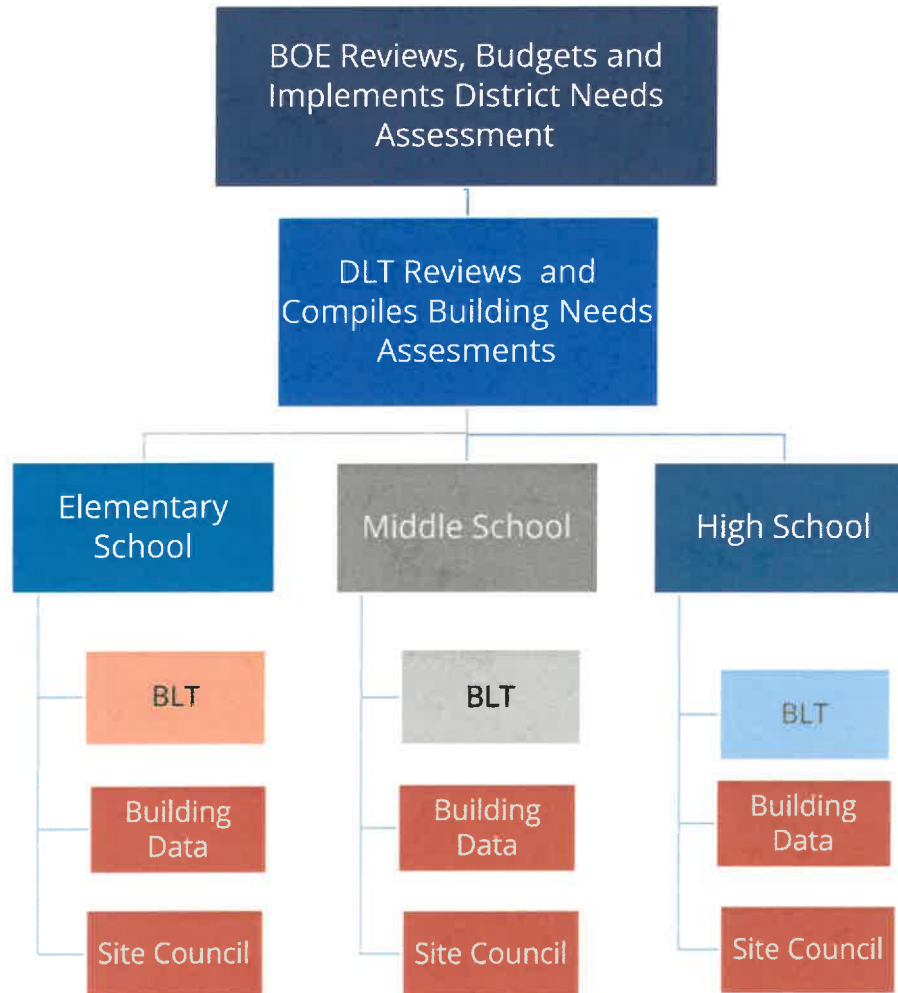 BOE Reviews, Budgets and
Implements District Needs
Assessment
DLT Reviews and
Compiles Building Needs
Assesments
Elementary
School
Middle School
High School
BLT
BLT
BLT
Building
Data
Building
Data
Building
Data
Site Council
Site Council
Site Council